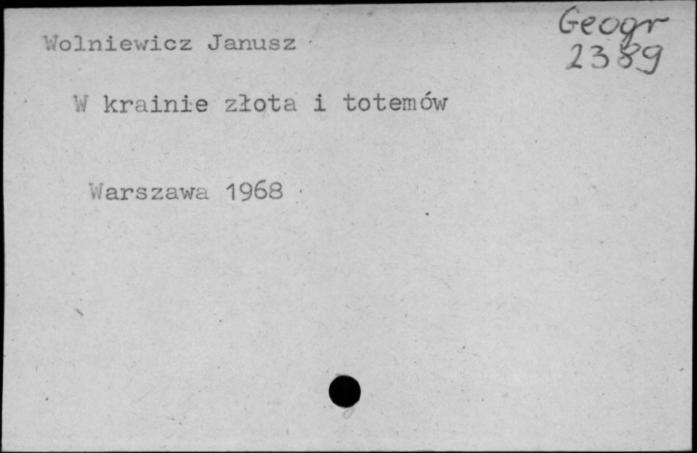 Wolniewicz Janusz
Geogr
2389
W krainie złota i totemów
Warszawa 1968